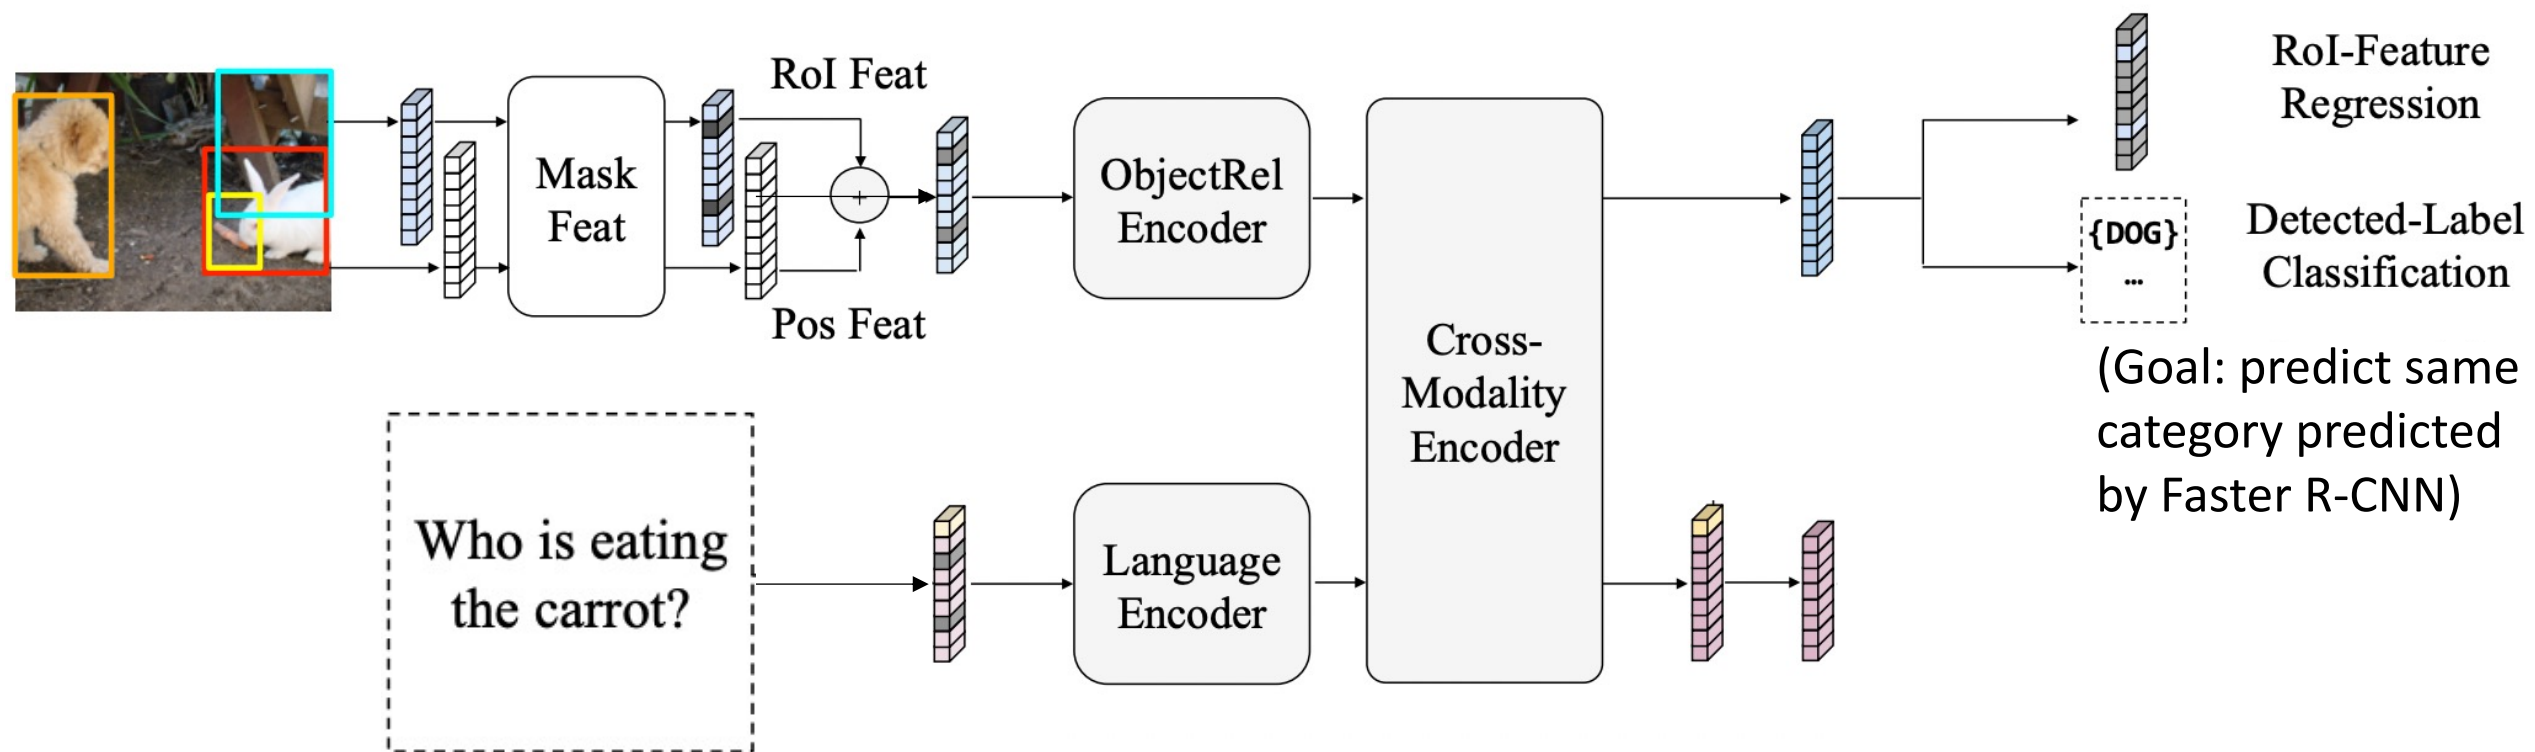 RoI Feat
Mask
Feat
+
Pos Feat
ObjectRel
Encoder
Cross-
Modality
Encoder
RoI-Feature
Regression
{DOG}
...
Detected-Label
Classification
(Goal: predict same
category predicted
by Faster R-CNN)
Who is eating
the carrot?
Language
Encoder